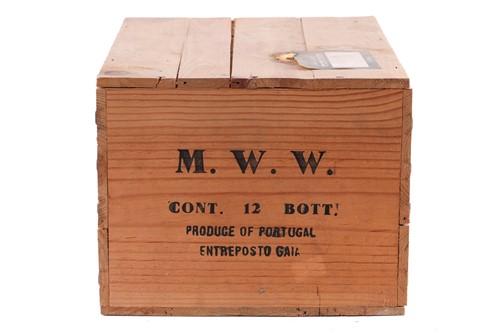 M. W. W.
CONT. 12 BOTT!
PRODUCE OF PORTUGAL
ENTREPOSTO GAIA